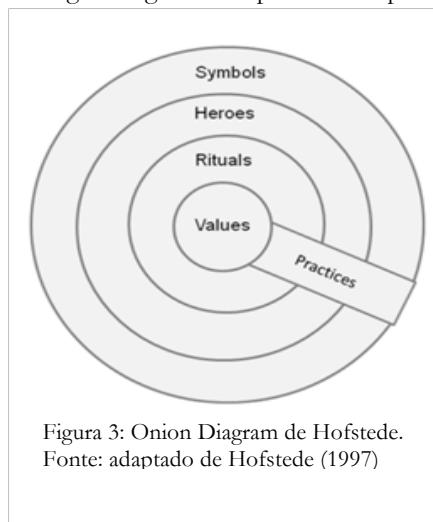 Symbols
Heroes
Rituals
Values
Practices
Figura 3: Onion Diagram de Hofstede.
Fonte: adaptado de Hofstede (1997)